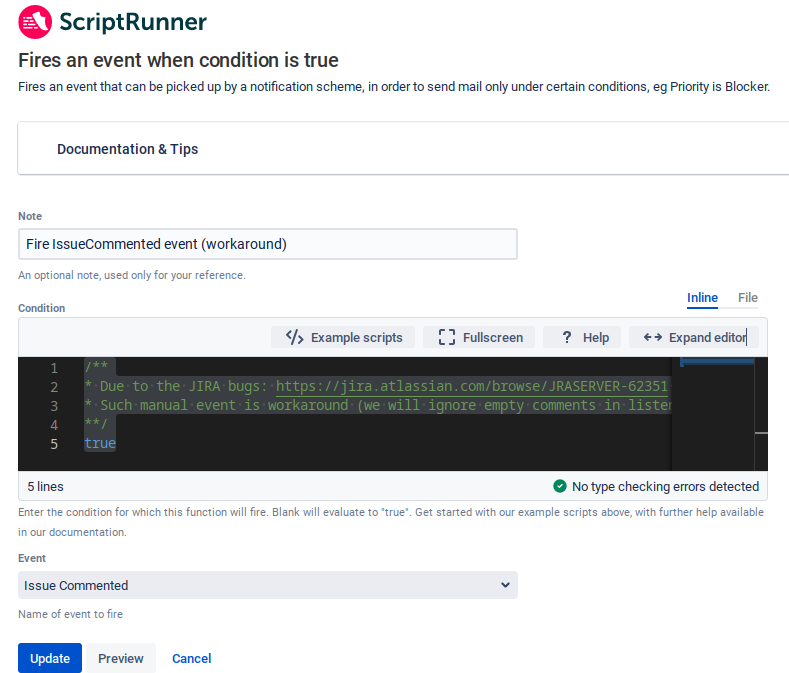 ScriptRunner
Fires an event when condition is true
Fires an event that can be picked up by a notification scheme, in order to send mail only under certain conditions, eg Priority is Blocker.
Documentation & Tips
Note
Fire IssueCommented event (workaround)
An optional note, used only for your reference.
Inline File
Condition
</> Example scripts Fullscreen ? Help Expand editor
1 /**
2 * Due to the JIRA bugs: https://jira.atlassian.com/browse/JRASERVER-62351
3 * Such manual event is workaround (we will ignore empty comments in listen
4 **/
5 true
5 lines No type checking errors detected
Enter the condition for which this function will fire. Blank will evaluate to "true". Get started with our example scripts above, with further help available
in our documentation.
Event
Issue Commented
Name of event to fire
Update Preview Cancel